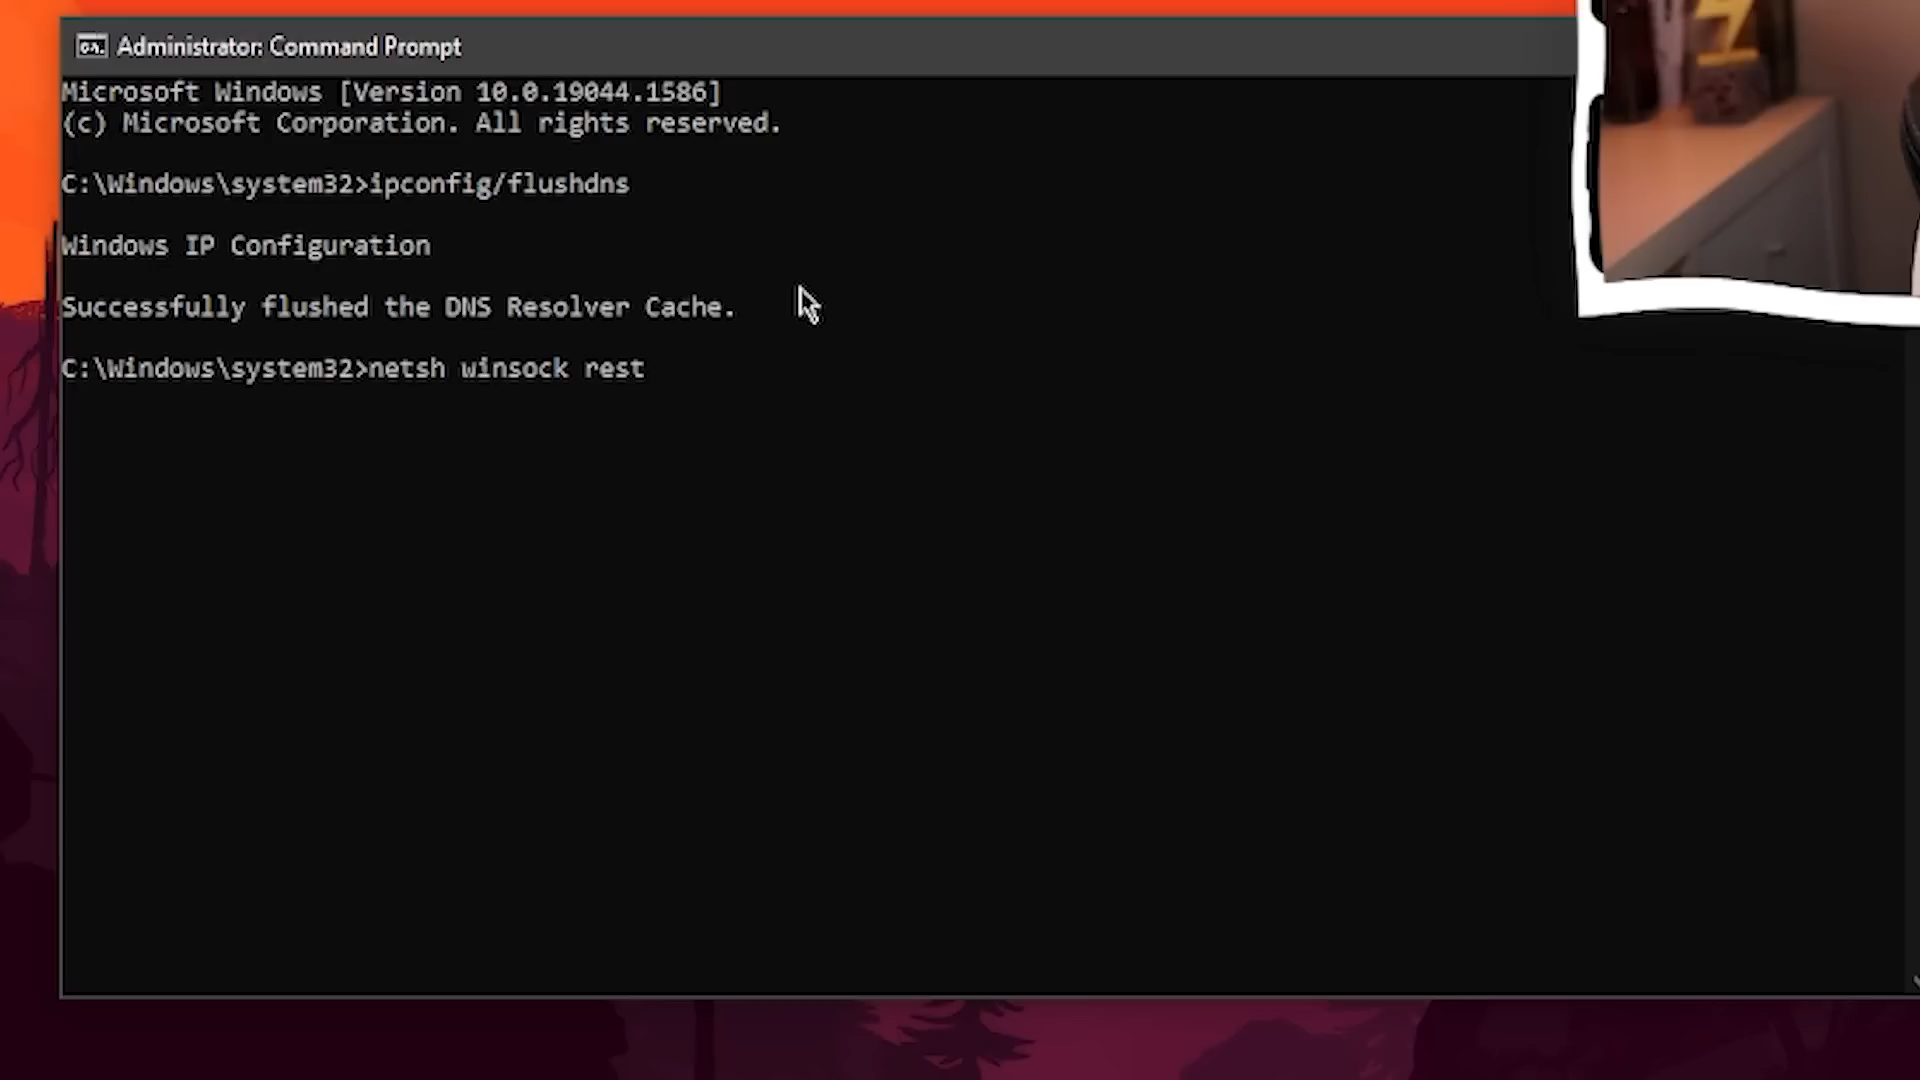 Administrator: Command Prompt
Microsoft Windows [Version 10.0.19044.1586]
(c) Microsoft Corporation. All rights reserved.
C:\Windows\system32>ipconfig/flushdns
Windows IP Configuration
Successfully flushed the DNS Resolver Cache.
C:\Windows\system32>netsh winsock rest